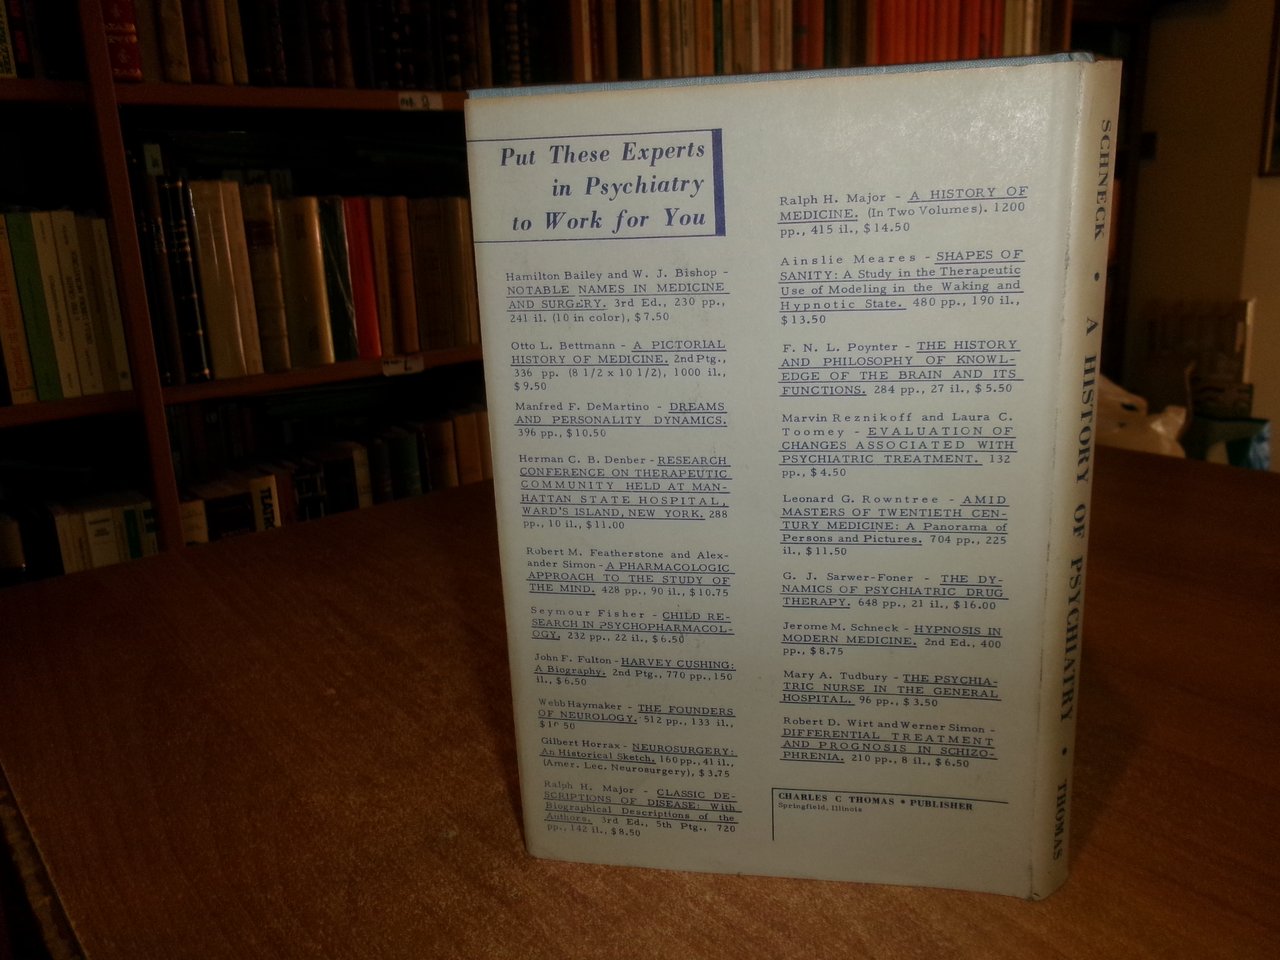 Put These Experts
in Psychiatry
to Work for You
Hamilton Bailey and W. J. Bishop -
NOTABLE NAMES IN MEDICINE
AND SURGERY. 3rd Ed., 230 pp.,
241 il. (10 in color), $7.50
Otto L. Bettmann - A PICTORIAL
HISTORY OF MEDICINE. 2nd Ptg.,
336 pp. (8 1/2 x 10 1/2), 1000 il.,
$9.50
Manfred F. DeMartino - DREAMS
AND PERSONALITY DYNAMICS.
396 pp., $10.50
Herman C. B. Denber - RESEARCH
CONFERENCE ON THERAPEUTIC
COMMUNITY HELD AT MAN-
HATTAN STATE HOSPITAL,
WARD'S ISLAND, NEW YORK. 288
pp., 10 il., $11.00
Robert M. Featherstone and Alex-
ander Simon - A PHARMACOLOGIC
APPROACH TO THE STUDY OF
THE MIND. 428 pp., 90 il., $10.75
Seymour Fisher - CHILD RE-
SEARCH IN PSYCHOPHARMACOL-
OGY. 232 pp., 22 il., $6.50
John F. Fulton - HARVEY CUSHING:
A Biography. 2nd Ptg., 770 pp., 150
il., $6.50
Webb Haymaker - THE FOUNDERS
OF NEUROLOGY. 512 pp., 133 il.,
$10.50
Gilbert Horrax - NEUROSURGERY:
An Historical Sketch. 160 pp., 41 il.,
(Amer. Lec. Neurosurgery), $3.75
Ralph H. Major - CLASSIC DE-
SCRIPTIONS OF DISEASE: With
Biographical Descriptions of the
Authors. 3rd Ed., 5th Ptg., 720
pp., 142 il., $8.50
Ralph H. Major - A HISTORY OF
MEDICINE. (In Two Volumes). 1200
pp., 415 il., $14.50
Ainslie Meares - SHAPES OF
SANITY: A Study in the Therapeutic
Use of Modeling in the Waking and
Hypnotic State. 480 pp., 190 il.,
$13.50
F. N. L. Poynter - THE HISTORY
AND PHILOSOPHY OF KNOWL-
EDGE OF THE BRAIN AND ITS
FUNCTIONS. 284 pp., 27 il., $5.50
Marvin Reznikoff and Laura C.
Toomey - EVALUATION OF
CHANGES ASSOCIATED WITH
PSYCHIATRIC TREATMENT. 132
pp., $4.50
Leonard G. Rowntree - AMID
MASTERS OF TWENTIETH CEN-
TURY MEDICINE: A Panorama of
Persons and Pictures. 704 pp., 225
il., $11.50
G. J. Sarwer-Foner - THE DY-
NAMICS OF PSYCHIATRIC DRUG
THERAPY. 648 pp., 21 il., $16.00
Jerome M. Schneck - HYPNOSIS IN
MODERN MEDICINE. 2nd Ed., 400
pp., $8.75
Mary A. Tudbury - THE PSYCHIA-
TRIC NURSE IN THE GENERAL
HOSPITAL. 96 pp., $3.50
Robert D. Wirt and Werner Simon -
DIFFERENTIAL TREATMENT
AND PROGNOSIS IN SCHIZO-
PHRENIA. 210 pp., 8 il., $6.50
CHARLES C THOMAS • PUBLISHER
Springfield, Illinois
SCHNECK • A HISTORY OF PSYCHIATRY • THOMAS